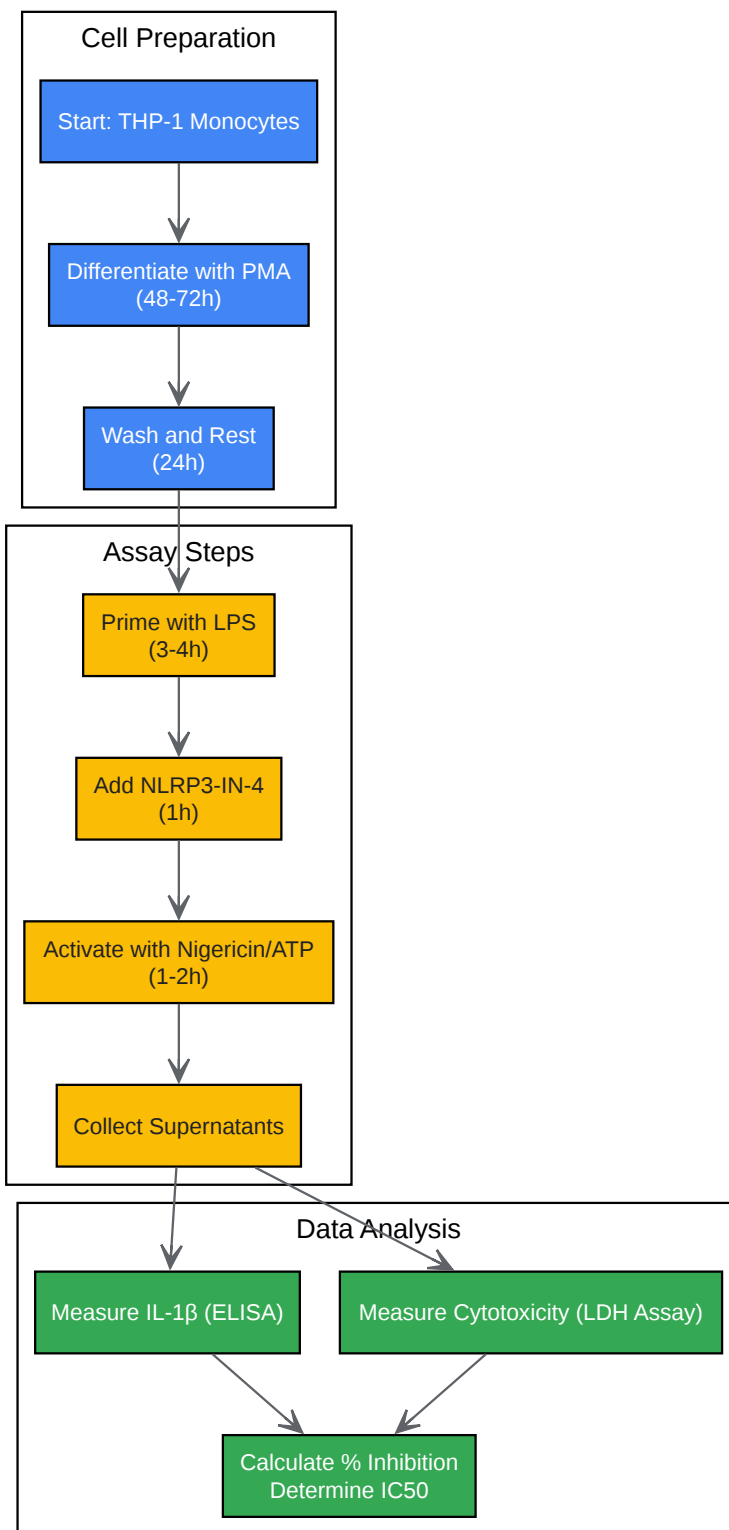 Cell Preparation
Start: THP-1 Monocytes
Differentiate with PMA
(48-72h)
Wash and Rest
(24h)
Assay Steps
Prime with LPS
(3-4h)
Add NLRP3-IN-4
(1h)
Activate with Nigericin/ATP
(1-2h)
Collect Supernatants
Data Analysis
Measure IL-1β (ELISA)
Measure Cytotoxicity (LDH Assay)
Calculate % Inhibition
Determine IC50